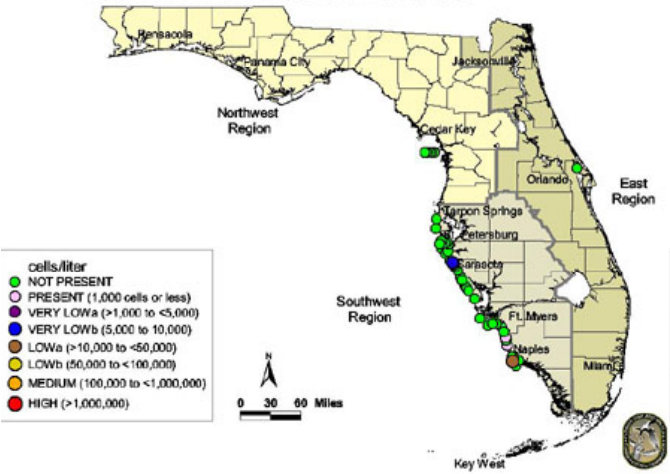 Pensacola
Panama City
Jacksonville
Northwest
Region
Cedar Key
Orlando
East
Region
Tarpon Springs
St. Petersburg
Sarasota
cells/liter
NOT PRESENT
PRESENT (1,000 cells or less)
VERY LOWa (>1,000 to <5,000)
VERY LOWb (5,000 to 10,000)
LOWa (>10,000 to <50,000)
LOWb (50,000 to <100,000)
MEDIUM (100,000 to <1,000,000)
HIGH (>1,000,000)
Southwest
Region
Ft. Myers
Naples
Miami
N
0 30 60 Miles
Key West